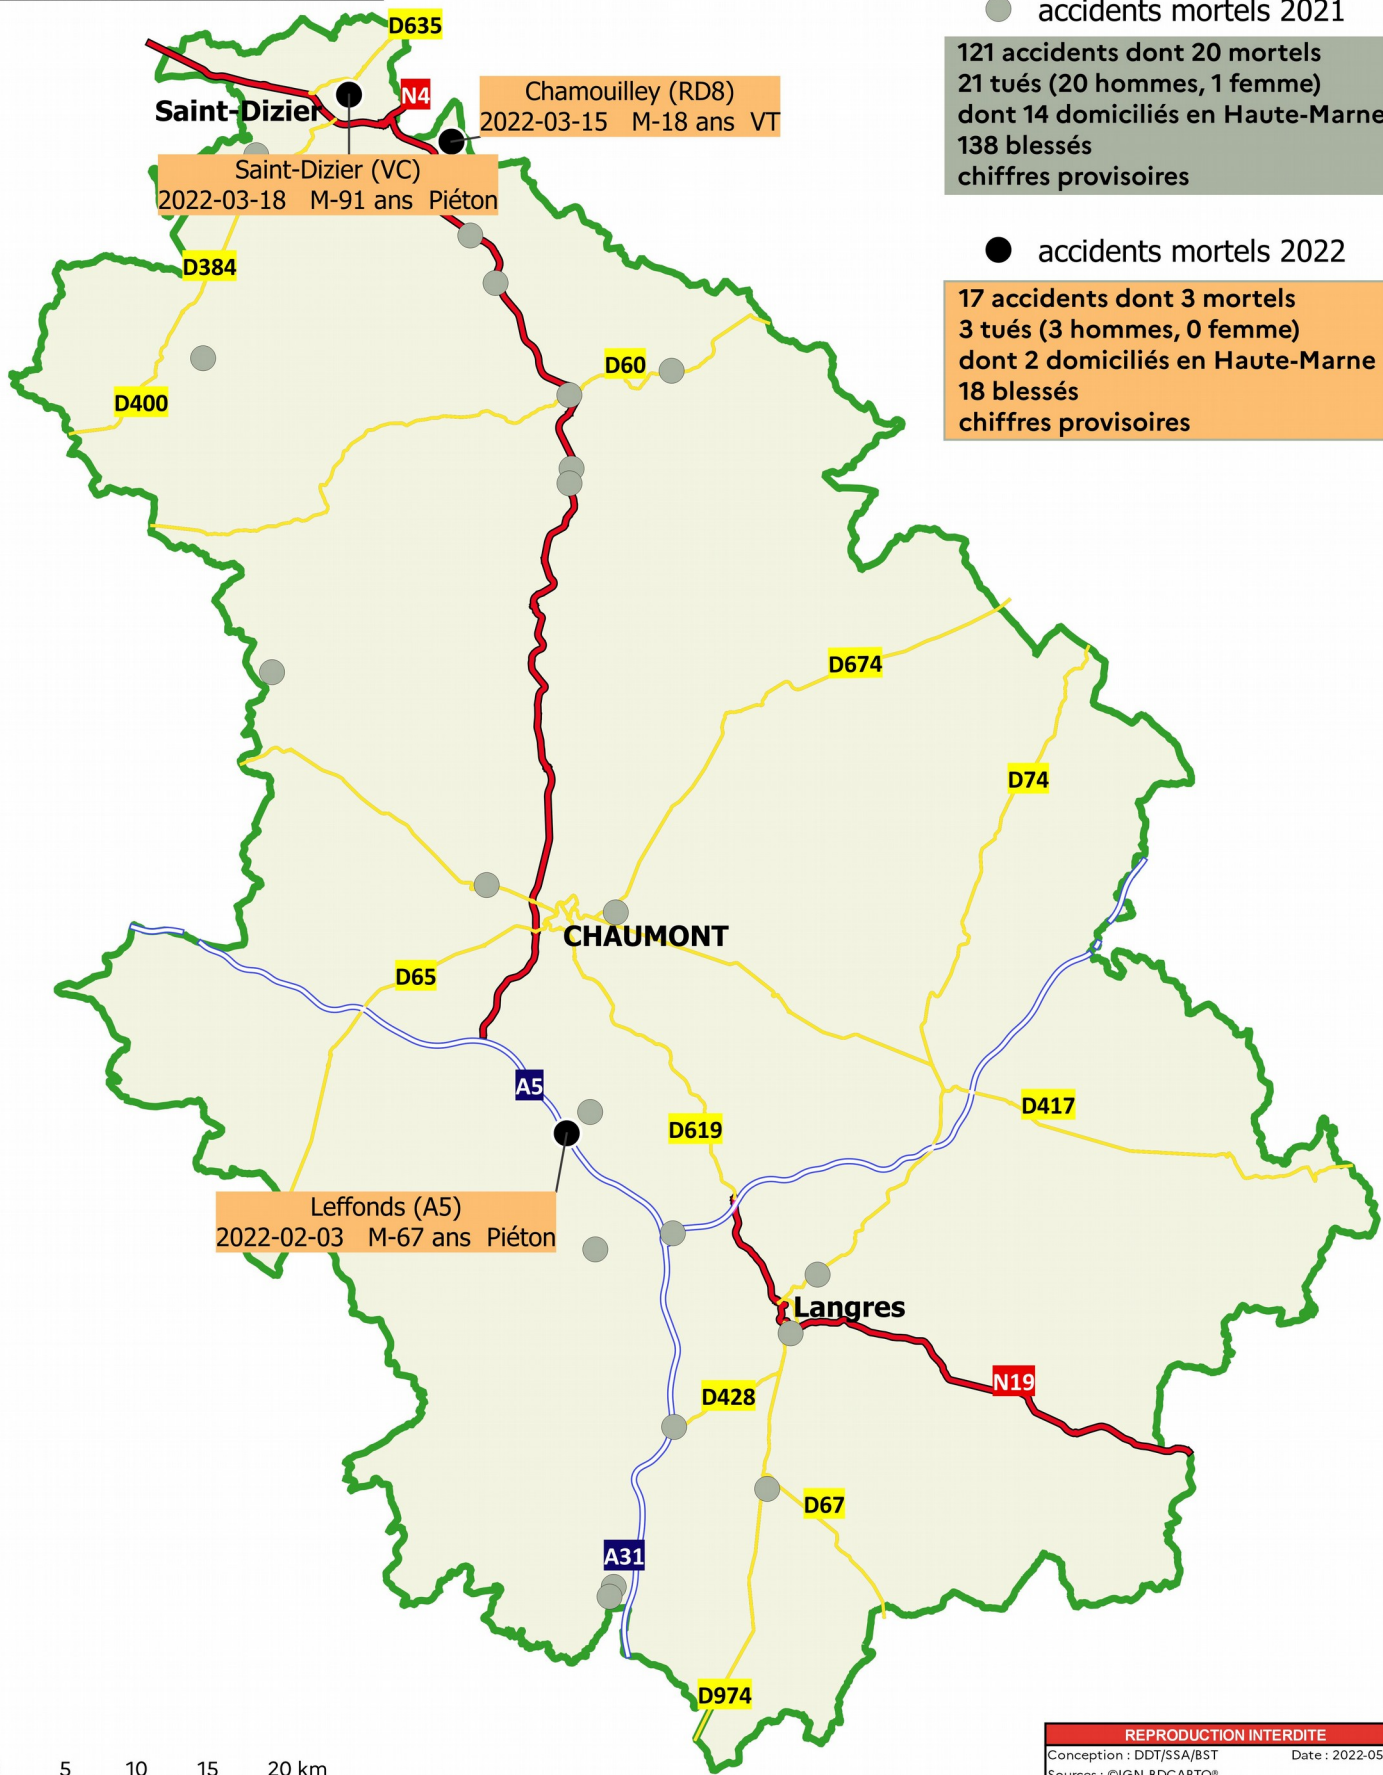 accidents mortels 2021
121 accidents dont 20 mortels
21 tués (20 hommes, 1 femme)
dont 14 domiciliés en Haute-Marne
138 blessés
chiffres provisoires
accidents mortels 2022
17 accidents dont 3 mortels
3 tués (3 hommes, 0 femme)
dont 2 domiciliés en Haute-Marne
18 blessés
chiffres provisoires
D635
N4
Saint-Dizier
Chamouilley (RD8)
2022-03-15 M-18 ans VT
Saint-Dizier (VC)
2022-03-18 M-91 ans Piéton
D384
D60
D400
D674
D74
CHAUMONT
D65
A5
D417
D619
Leffonds (A5)
2022-02-03 M-67 ans Piéton
Langres
N19
D428
D67
A31
D974
5 10 15 20 km
REPRODUCTION INTERDITE
Conception : DDT/SSA/BST Date : 2022-05
Sources : ©IGN-BDCARTO®